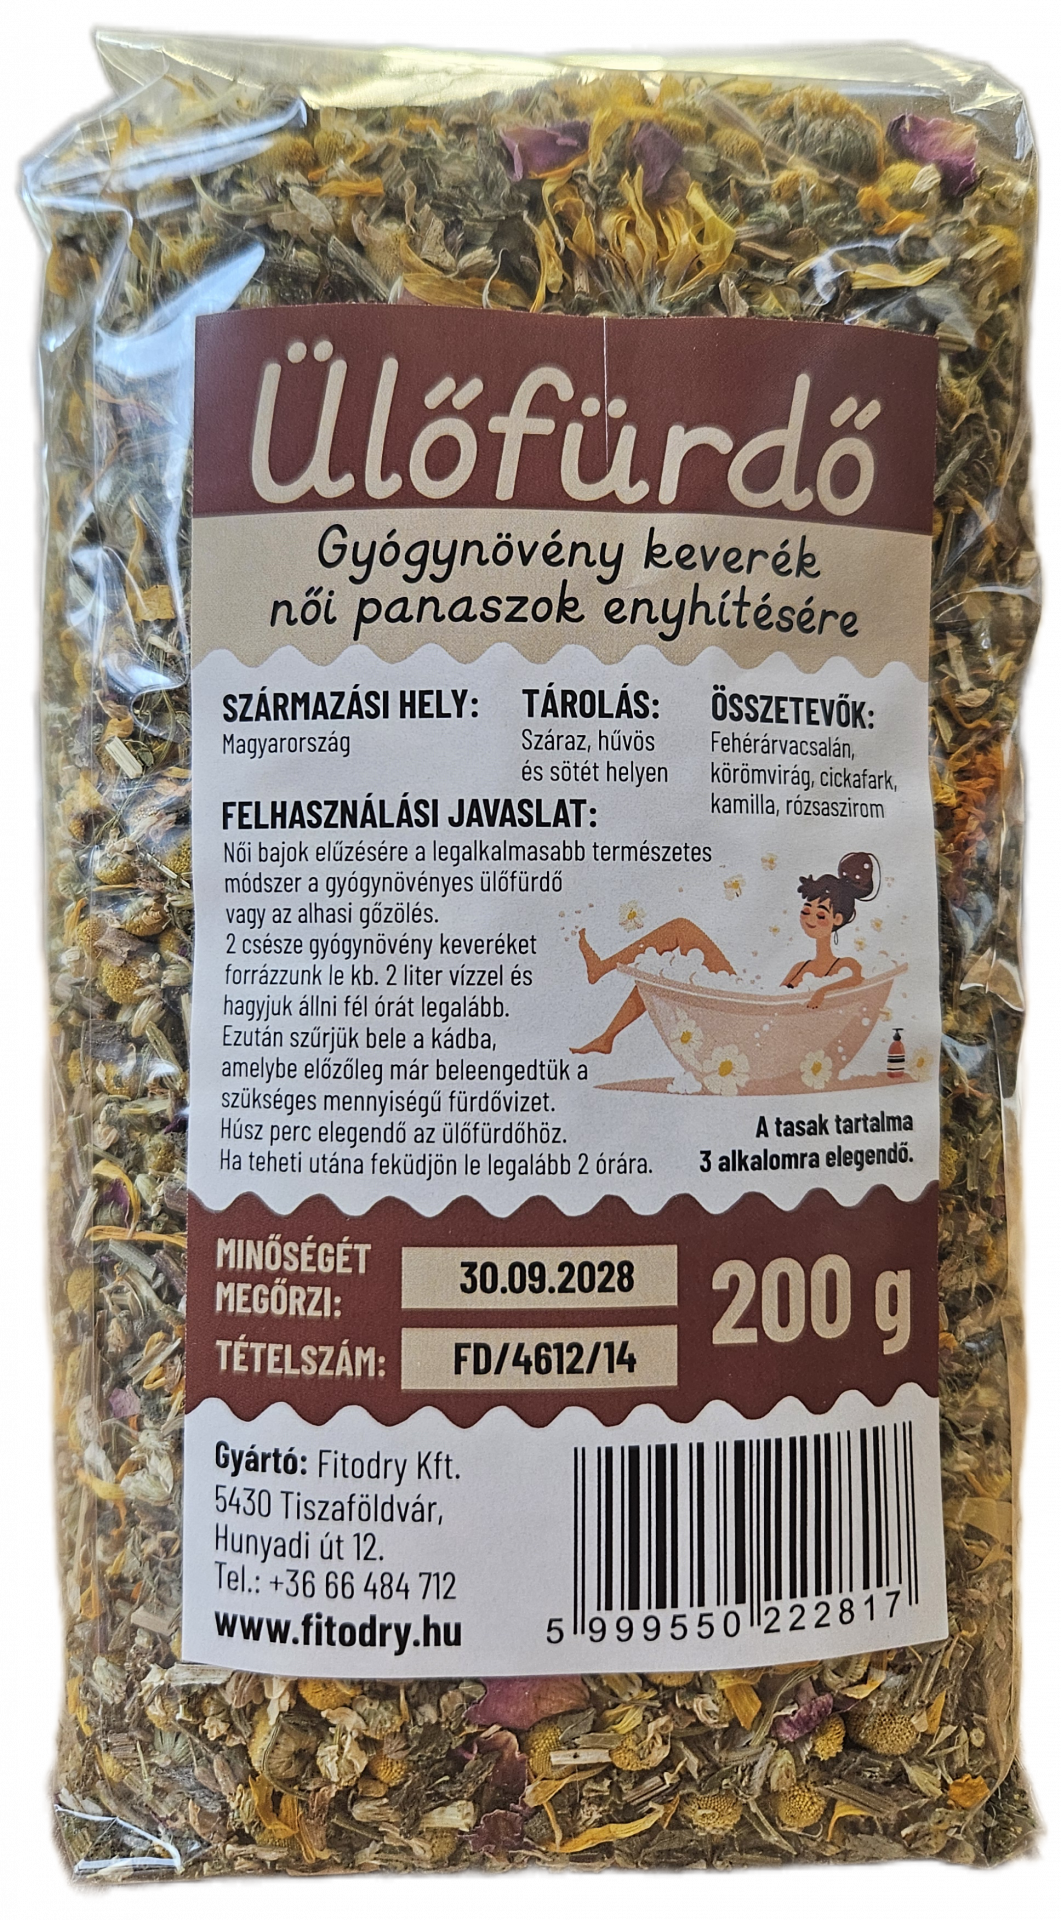 Ülőfürdő
Gyógynövény keverék
női panaszok enyhítésére
SZÁRMAZÁSI HELY:
Magyarország
TÁROLÁS:
Száraz, hűvös
és sötét helyen
ÖSSZETEVŐK:
Fehérárvacsalán,
körömvirág, cickafark,
kamilla, rózsaszirom
FELHASZNÁLÁSI JAVASLAT:
Női bajok elűzésére a legalkalmasabb természetes
módszer a gyógynövényes ülőfürdő
vagy az alhasi gőzölés.
2 csésze gyógynövény keveréket
forrázzunk le kb. 2 liter vízzel és
hagyjuk állni fél órát legalább.
Ezután szűrjük bele a kádba,
amelybe előzőleg már beleengedtük a
szükséges mennyiségű fürdővizet.
Húsz perc elegendő az ülőfürdőhöz.
Ha teheti utána feküdjön le legalább 2 órára.
A tasak tartalma
3 alkalomra elegendő.
MINŐSÉGÉT
MEGŐRZI:
30.09.2028
TÉTELSZÁM:
FD/4612/14
200 g
Gyártó: Fitodry Kft.
5430 Tiszaföldvár,
Hunyadi út 12.
Tel.: +36 66 484 712
www.fitodry.hu
5 999550 222817